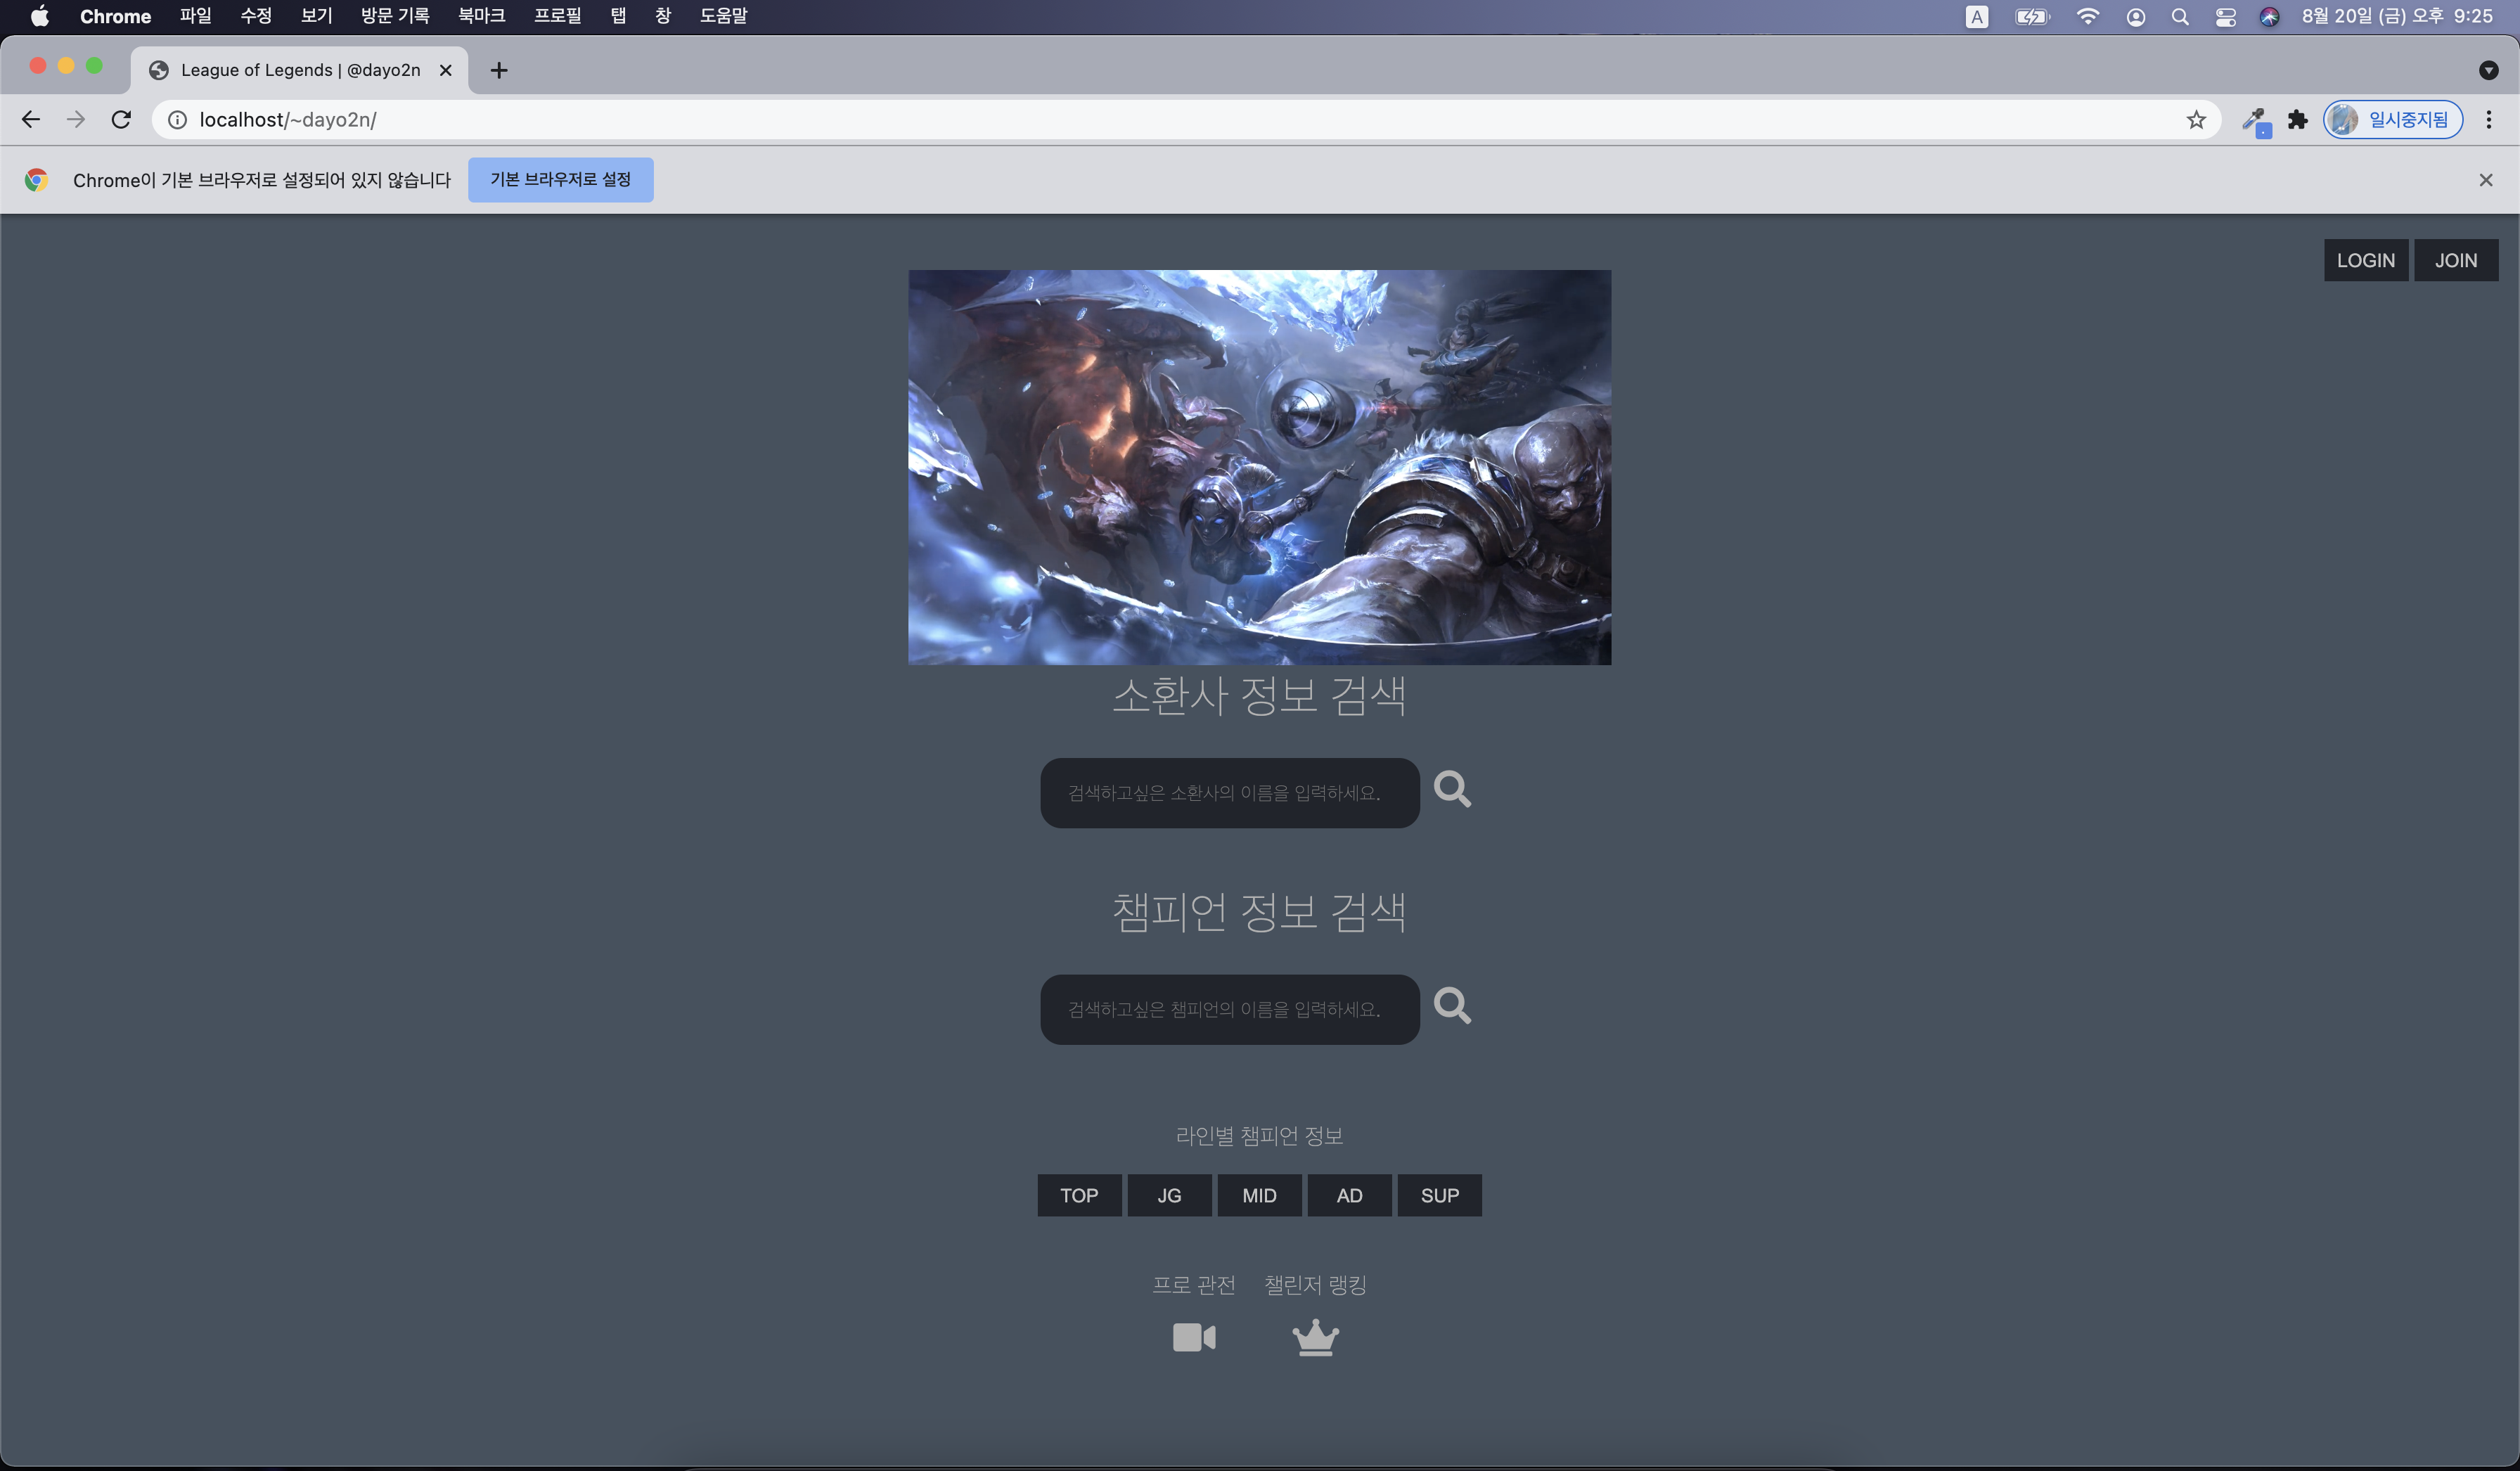 Chrome 파일 수정 보기 방문 기록 북마크 프로필 탭 창 도움말 A 8월 20일 (금) 오후 9:25
League of Legends | @dayo2n
localhost/~dayo2n/ 일시중지됨
Chrome이 기본 브라우저로 설정되어 있지 않습니다 기본 브라우저로 설정
LOGIN JOIN
소환사 정보 검색
검색하고싶은 소환사의 이름을 입력하세요.
챔피언 정보 검색
검색하고싶은 챔피언의 이름을 입력하세요.
라인별 챔피언 정보
TOP JG MID AD SUP
프로 관전 챌린저 랭킹